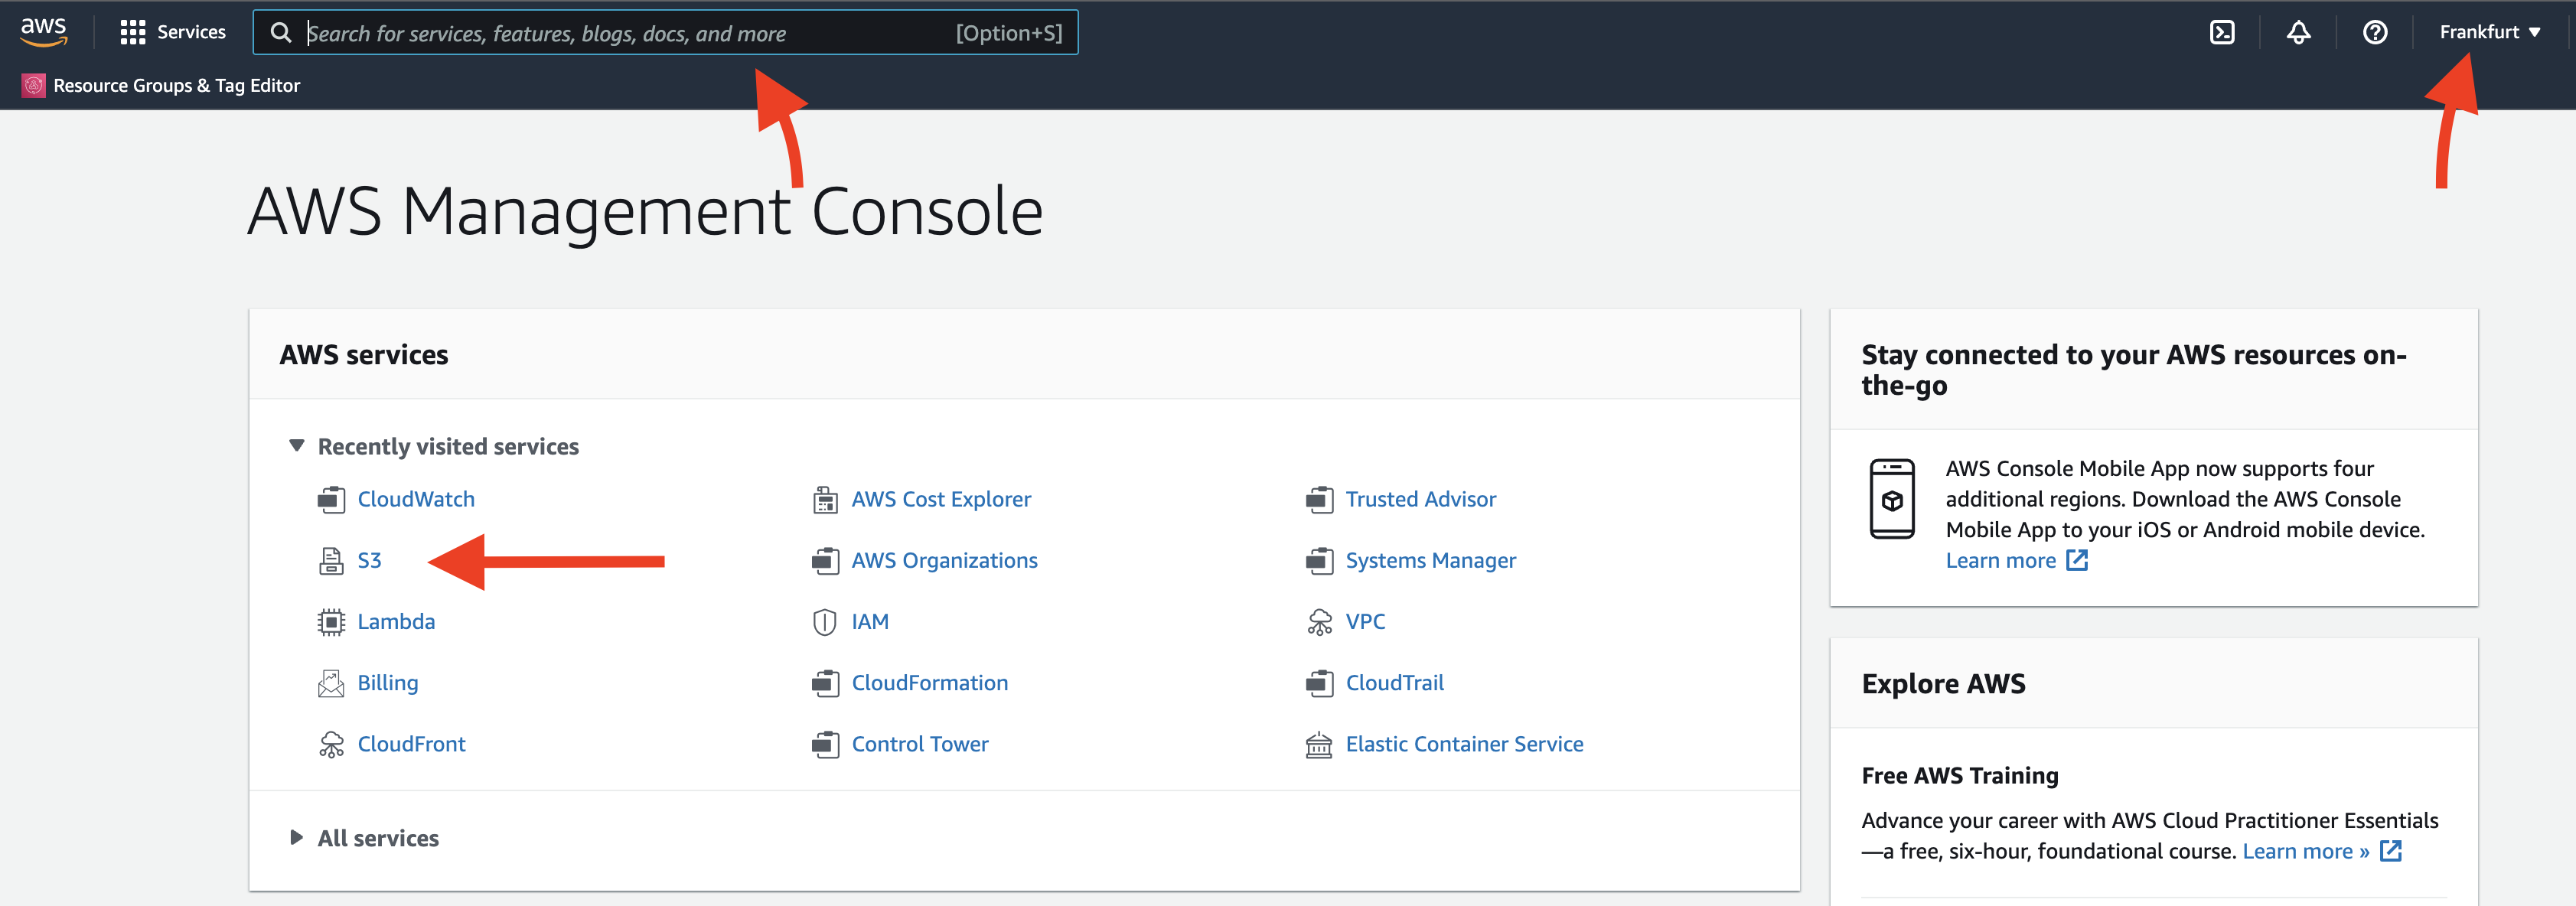 aws
Services
Search for services, features, blogs, docs, and more
[Option+S]
Frankfurt
Resource Groups & Tag Editor
AWS Management Console
AWS services
Recently visited services
CloudWatch
AWS Cost Explorer
Trusted Advisor
S3
AWS Organizations
Systems Manager
Lambda
IAM
VPC
Billing
CloudFormation
CloudTrail
CloudFront
Control Tower
Elastic Container Service
All services
Stay connected to your AWS resources on-
the-go
AWS Console Mobile App now supports four
additional regions. Download the AWS Console
Mobile App to your iOS or Android mobile device.
Learn more
Explore AWS
Free AWS Training
Advance your career with AWS Cloud Practitioner Essentials
—a free, six-hour, foundational course. Learn more »